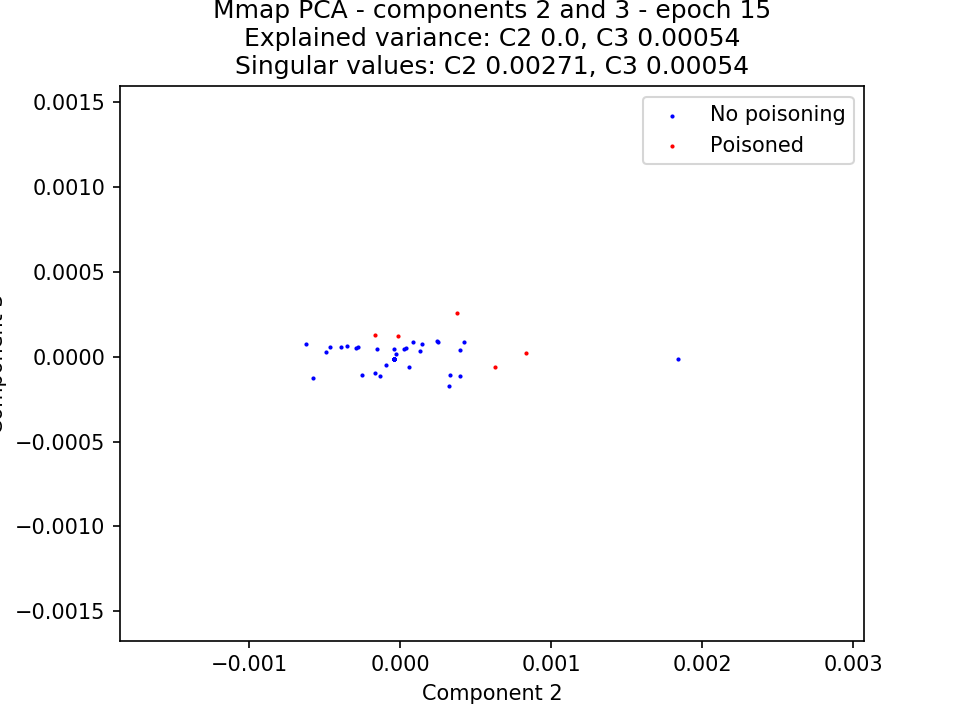 Mmap PCA - components 2 and 3 - epoch 15
Explained variance: C2 0.0, C3 0.00054
Singular values: C2 0.00271, C3 0.00054
No poisoning
Poisoned
0.0015
0.0010
0.0005
0.0000
−0.0005
−0.0010
−0.0015
−0.001
0.000
0.001
0.002
0.003
Component 2